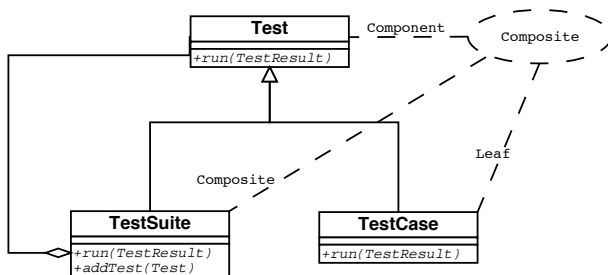 Test
+run(TestResult)
Component
Composite
Composite
Leaf
TestSuite
+run(TestResult)
+addTest(Test)
TestCase
+run(TestResult)